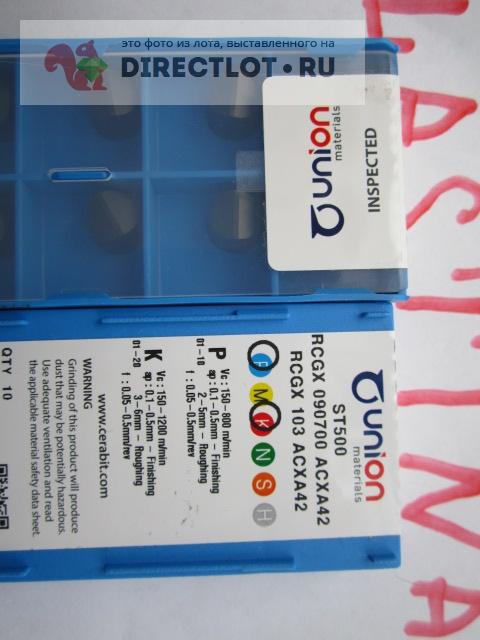 это фото из лота, выставленного на
DIRECTLOT.RU
union
materials
INSPECTED
union
materials
ST500
RCGX 090700 ACXA42
RCGX 103 ACXA42
P M K N S H
P Vc : 150~800 m/min
01~10 ap : 0.1~0.5mm - Finishing
2~5mm - Roughing
f : 0.05~0.5mm/rev
K Vc : 150~1200 m/min
01~20 ap : 0.1~0.5mm - Finishing
3~6mm - Roughing
f : 0.05~0.5mm/rev
www.cerabit.com
WARNING
Grinding of this product will produce
dust that may be potentially hazardous.
Use adequate ventilation and read
the applicable material safety data sheet.
QTY 10
LASTINA